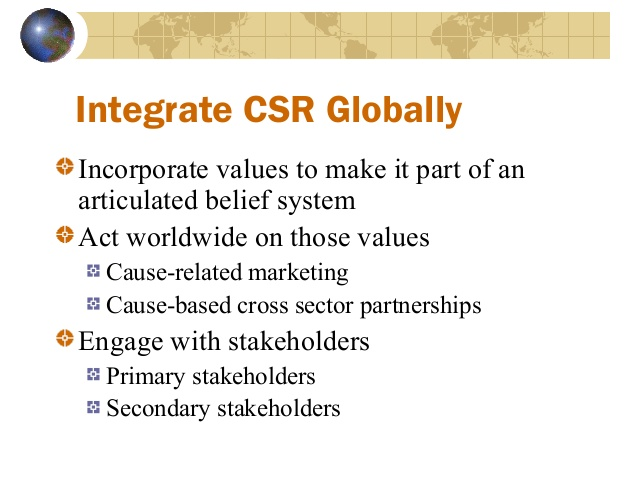 Integrate CSR Globally
Incorporate values to make it part of an
articulated belief system
Act worldwide on those values
Cause-related marketing
Cause-based cross sector partnerships
Engage with stakeholders
Primary stakeholders
Secondary stakeholders